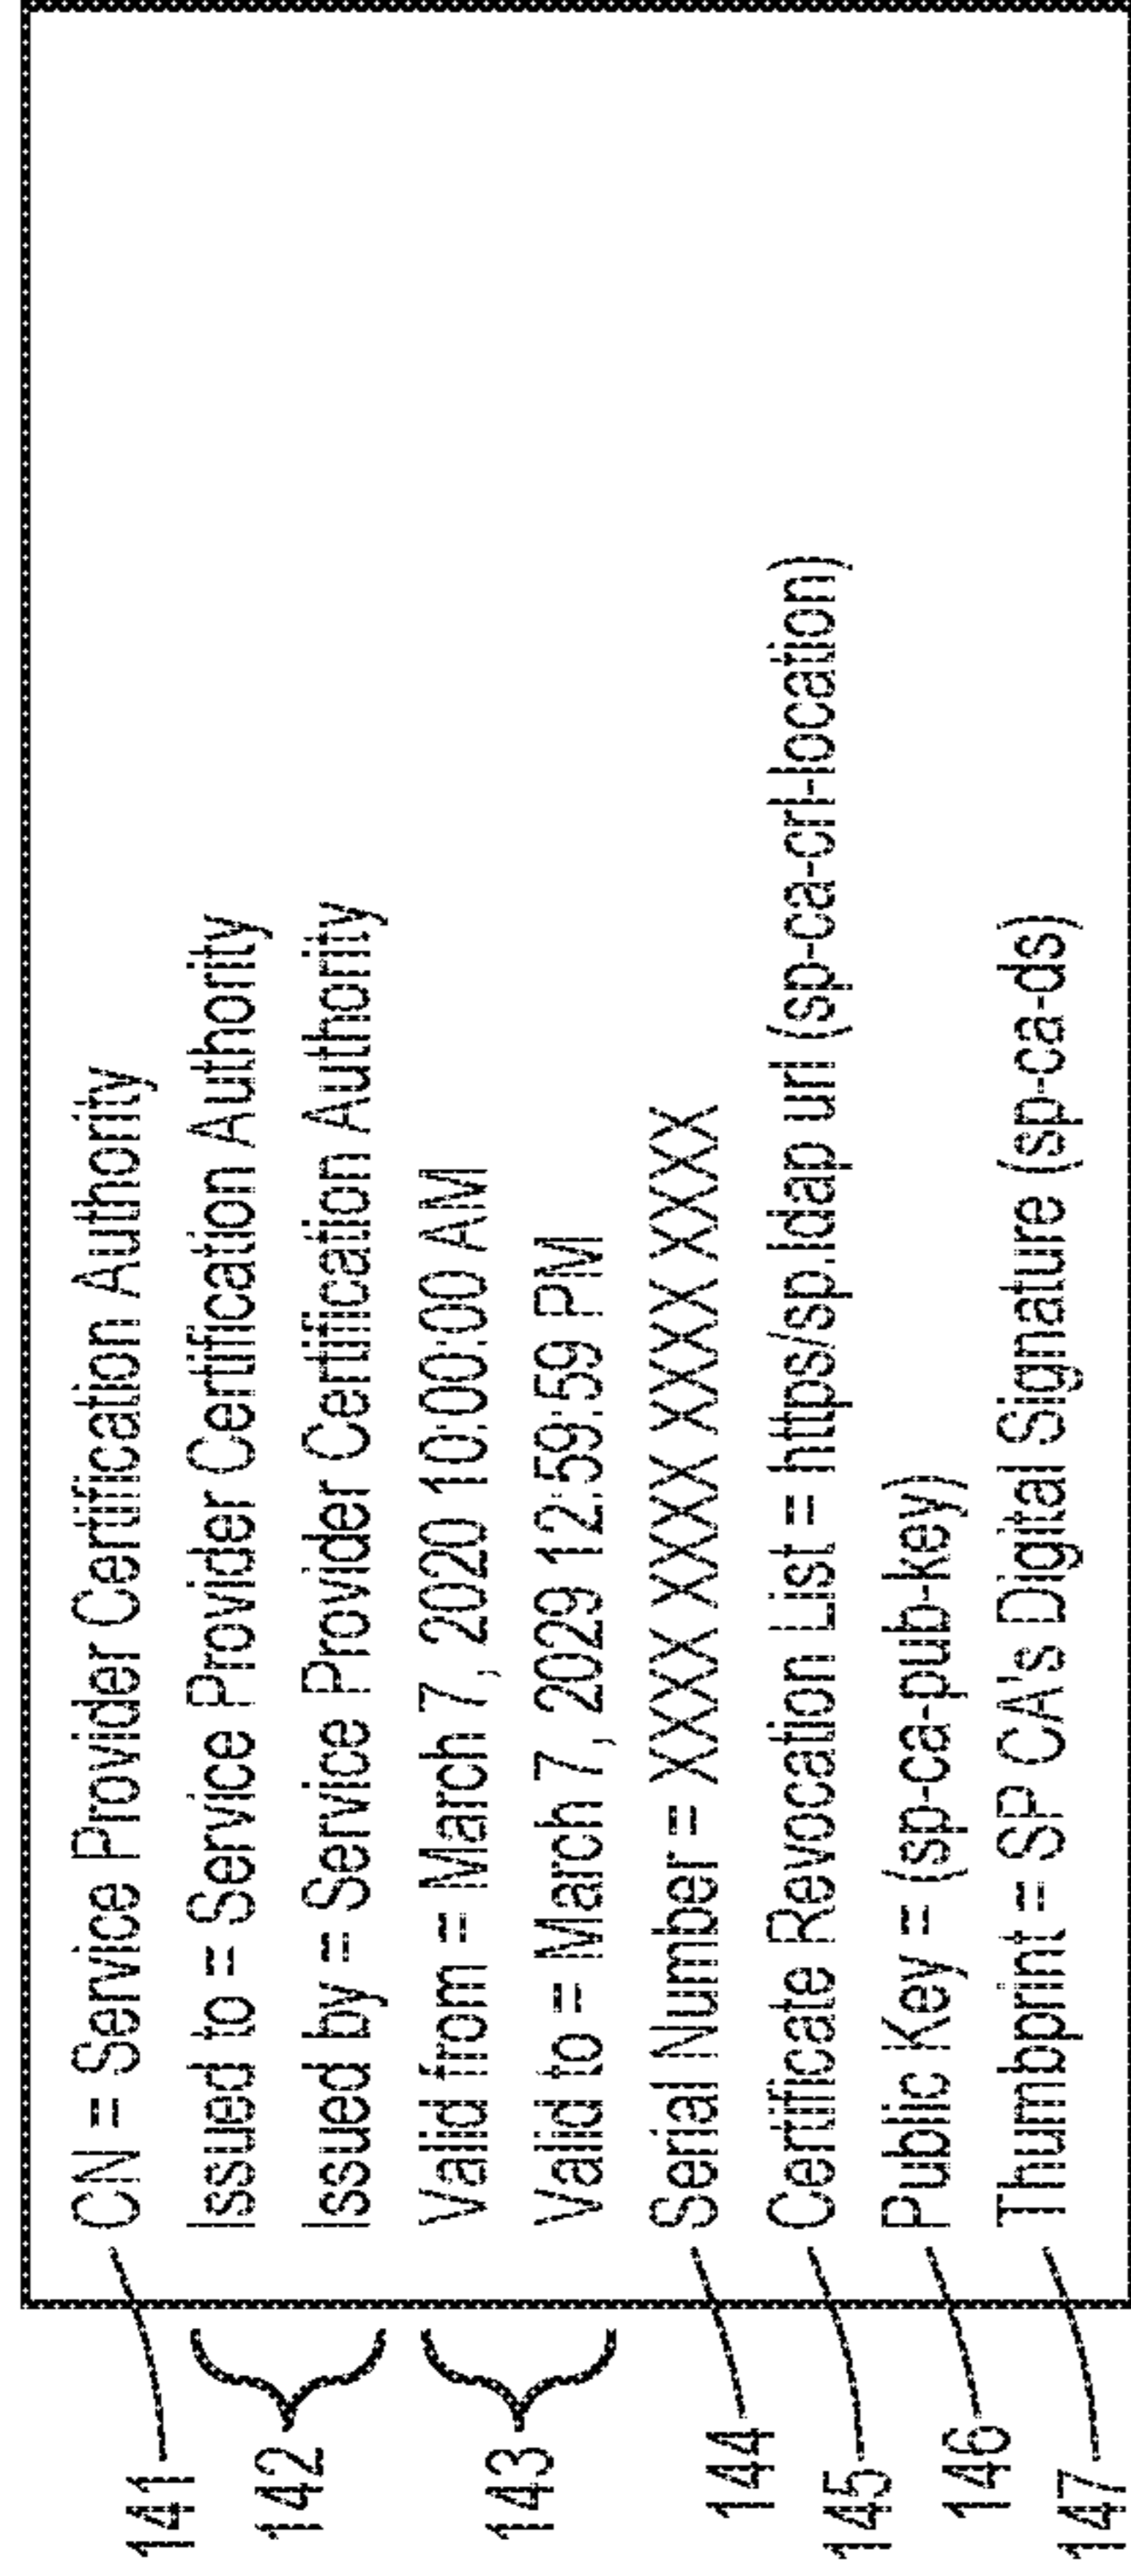 141 CN = Service Provider Certification Authority
142 Issued to = Service Provider Certification Authority
Issued by = Service Provider Certification Authority
143 Valid from = March 7, 2020 10:00:00 AM
Valid to = March 7, 2029 12:59:59 PM
144 Serial Number = XXXX XXXX XXXX XXXX XXXX XXXX
145 Certificate Revocation List = https/sp.ldap url (sp-ca-crl-location)
146 Public Key = (sp-ca-pub-key)
147 Thumbprint = SP CA's Digital Signature (sp-ca-ds)